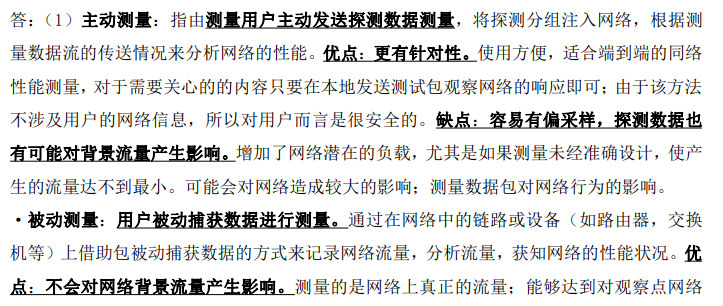 答：（1）主动测量：指由测量用户主动发送探测数据测量，将探测分组注入网络，根据测
量数据流的传送情况来分析网络的性能。优点：更有针对性。使用方便，适合端到端的同络
性能测量，对于需要关心的的内容只要在本地发送测试包观察网络的响应即可；由于该方法
不涉及用户的网络信息，所以对用户而言是很安全的。缺点：容易有偏采样，探测数据也
有可能对背景流量产生影响。增加了网络潜在的负载，尤其是如果测量未经准确设计，使产
生的流量达不到最小。可能会对网络造成较大的影响；测量数据包对网络行为的影响。
·被动测量：用户被动捕获数据进行测量。通过在网络中的链路或设备（如路由器，交换
机等）上借助包被动捕获数据的方式来记录网络流量，分析流量，获知网络的性能状况。优
点：不会对网络背景流量产生影响。测量的是网络上真正的流量；能够达到对观察点网络